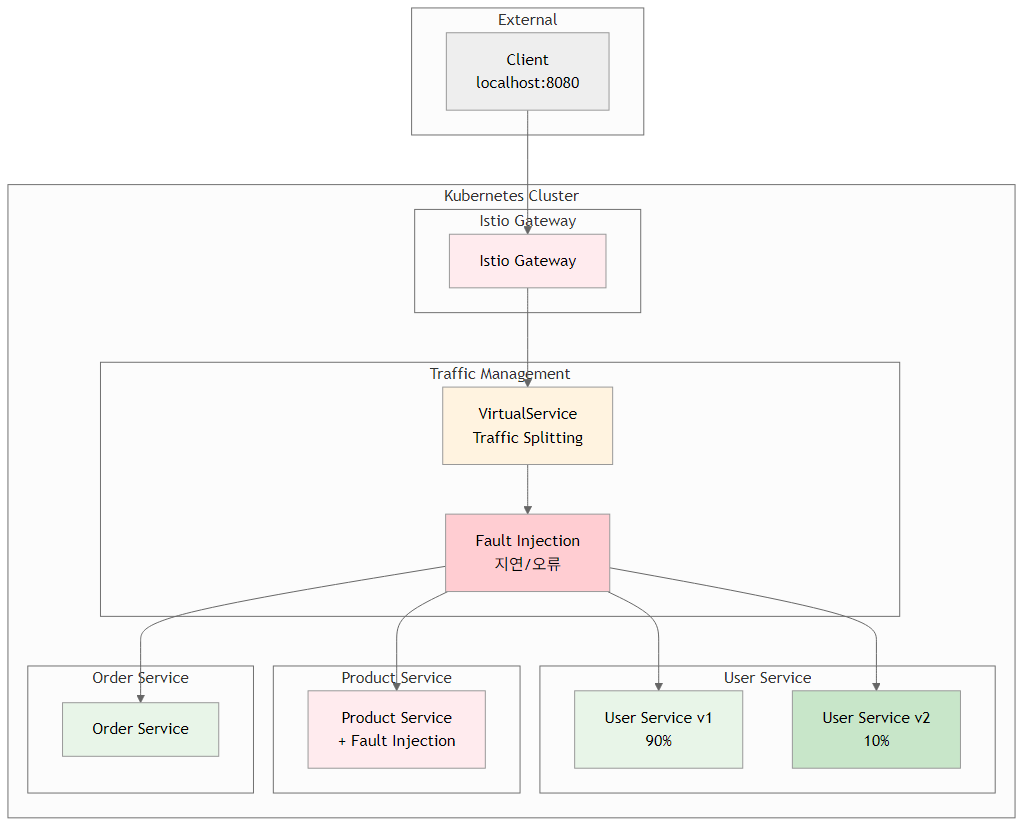 External
Client
localhost:8080
Kubernetes Cluster
Istio Gateway
Istio Gateway
Traffic Management
VirtualService
Traffic Splitting
Fault Injection
지연/오류
Order Service
Order Service
Product Service
Product Service
+ Fault Injection
User Service
User Service v1
90%
User Service v2
10%